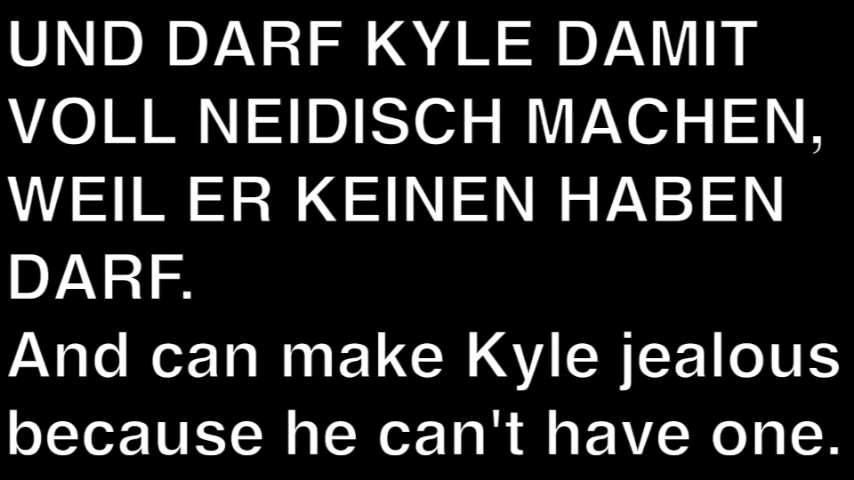 UND DARF KYLE DAMIT
VOLL NEIDISCH MACHEN,
WEIL ER KEINEN HABEN
DARF.
And can make Kyle jealous
because he can't have one.